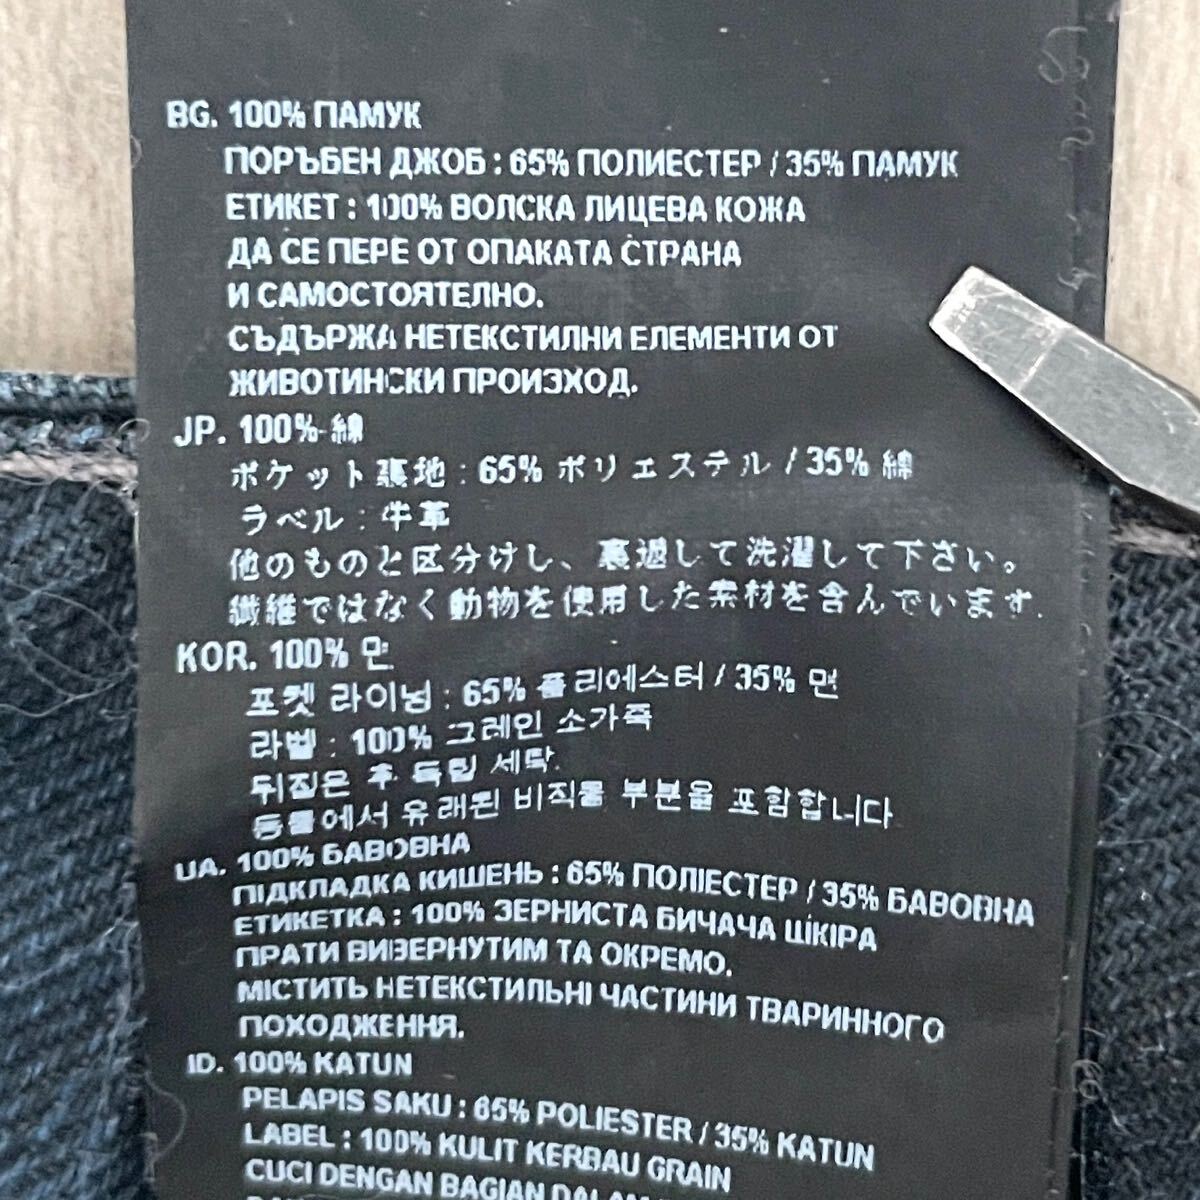 BG. 100% ПАМУК
ПОРЪБЕН ДЖОБ : 65% ПОЛИЕСТЕР / 35% ПАМУК
ЕТИКЕТ : 100% ВОЛСКА ЛИЦЕВА КОЖА
ДА СЕ ПЕРЕ ОТ ОПАКАТА СТРАНА
И САМОСТОЯТЕЛНО.
СЪДЪРЖА НЕТЕКСТИЛНИ ЕЛЕМЕНТИ ОТ
ЖИВОТИНСКИ ПРОИЗХОД.
JP. 100% 綿
ポケット裏地 : 65% ポリエステル / 35% 綿
ラベル : 牛革
他のものと区分けし、裏返して洗濯して下さい。
繊維ではなく動物を使用した素材を含んでいます.
KOR. 100% 면
포켓 라이닝 : 65% 폴리에스터 / 35% 면
라벨 : 100% 그레인 소가죽
뒤집은 후 독립 세탁.
동물에서 유래된 비직물 부분을 포함합니다
UA. 100% БАВОВНА
ПІДКЛАДКА КИШЕНЬ : 65% ПОЛІЕСТЕР / 35% БАВОВНА
ЕТИКЕТКА : 100% ЗЕРНИСТА БИЧАЧА ШКІРА
ПРАТИ ВИВЕРНУТИМ ТА ОКРЕМО.
МІСТИТЬ НЕТЕКСТИЛЬНІ ЧАСТИНИ ТВАРИННОГО
ПОХОДЖЕННЯ.
ID. 100% KATUN
PELAPIS SAKU : 65% POLIESTER / 35% KATUN
LABEL : 100% KULIT KERBAU GRAIN
CUCI DENGAN BAGIAN DALAM